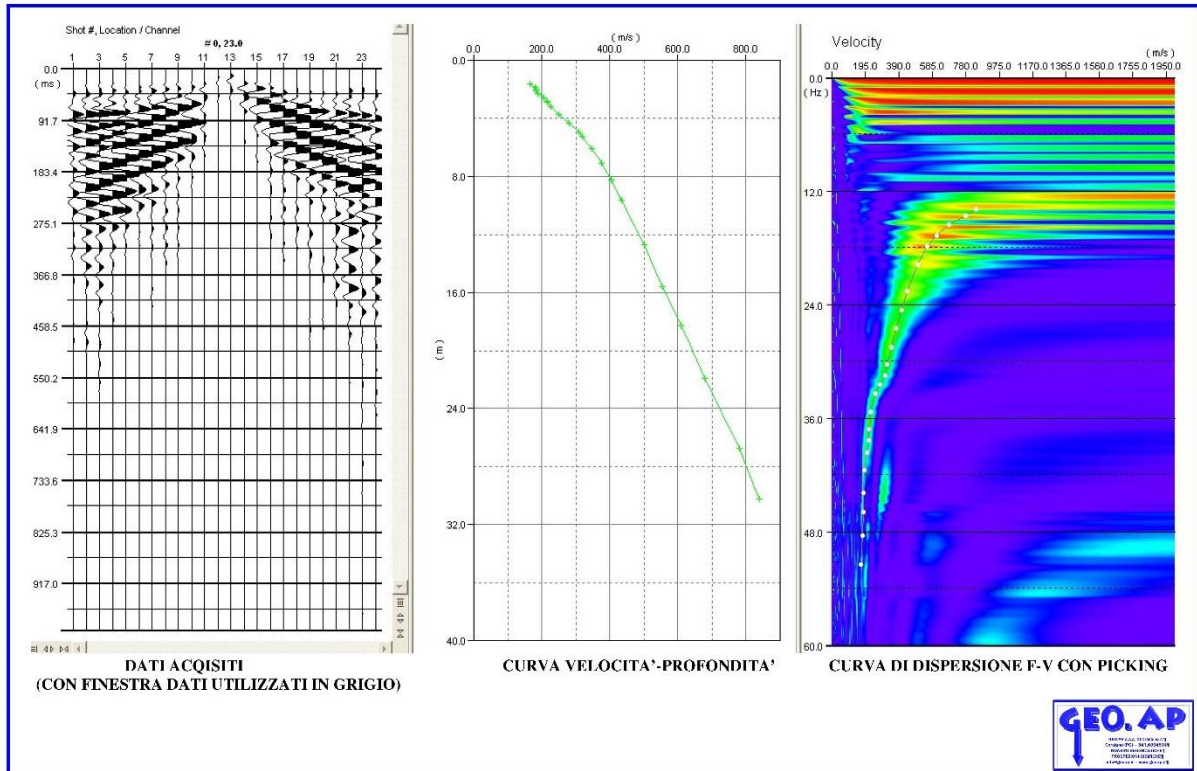 Shot #, Location / Channel
# 0, 23.0
1 3 5 7 9 11 13 15 17 19 21 23
0.0
( ms )
91.7
183.4
275.1
366.8
458.5
550.2
641.9
733.6
825.3
917.0
DATI ACQISITI
(CON FINESTRA DATI UTILIZZATI IN GRIGIO)
( m/s )
0.0 200.0 400.0 600.0 800.0
0.0
8.0
16.0
( m )
24.0
32.0
40.0
CURVA VELOCITA’-PROFONDITA’
Velocity
( m/s )
0.0 195.0 390.0 585.0 780.0 975.0 1170.0 1365.0 1560.0 1755.0 1950.0
0.0
( Hz )
12.0
24.0
36.0
48.0
60.0
CURVA DI DISPERSIONE F-V CON PICKING
GEO. AP